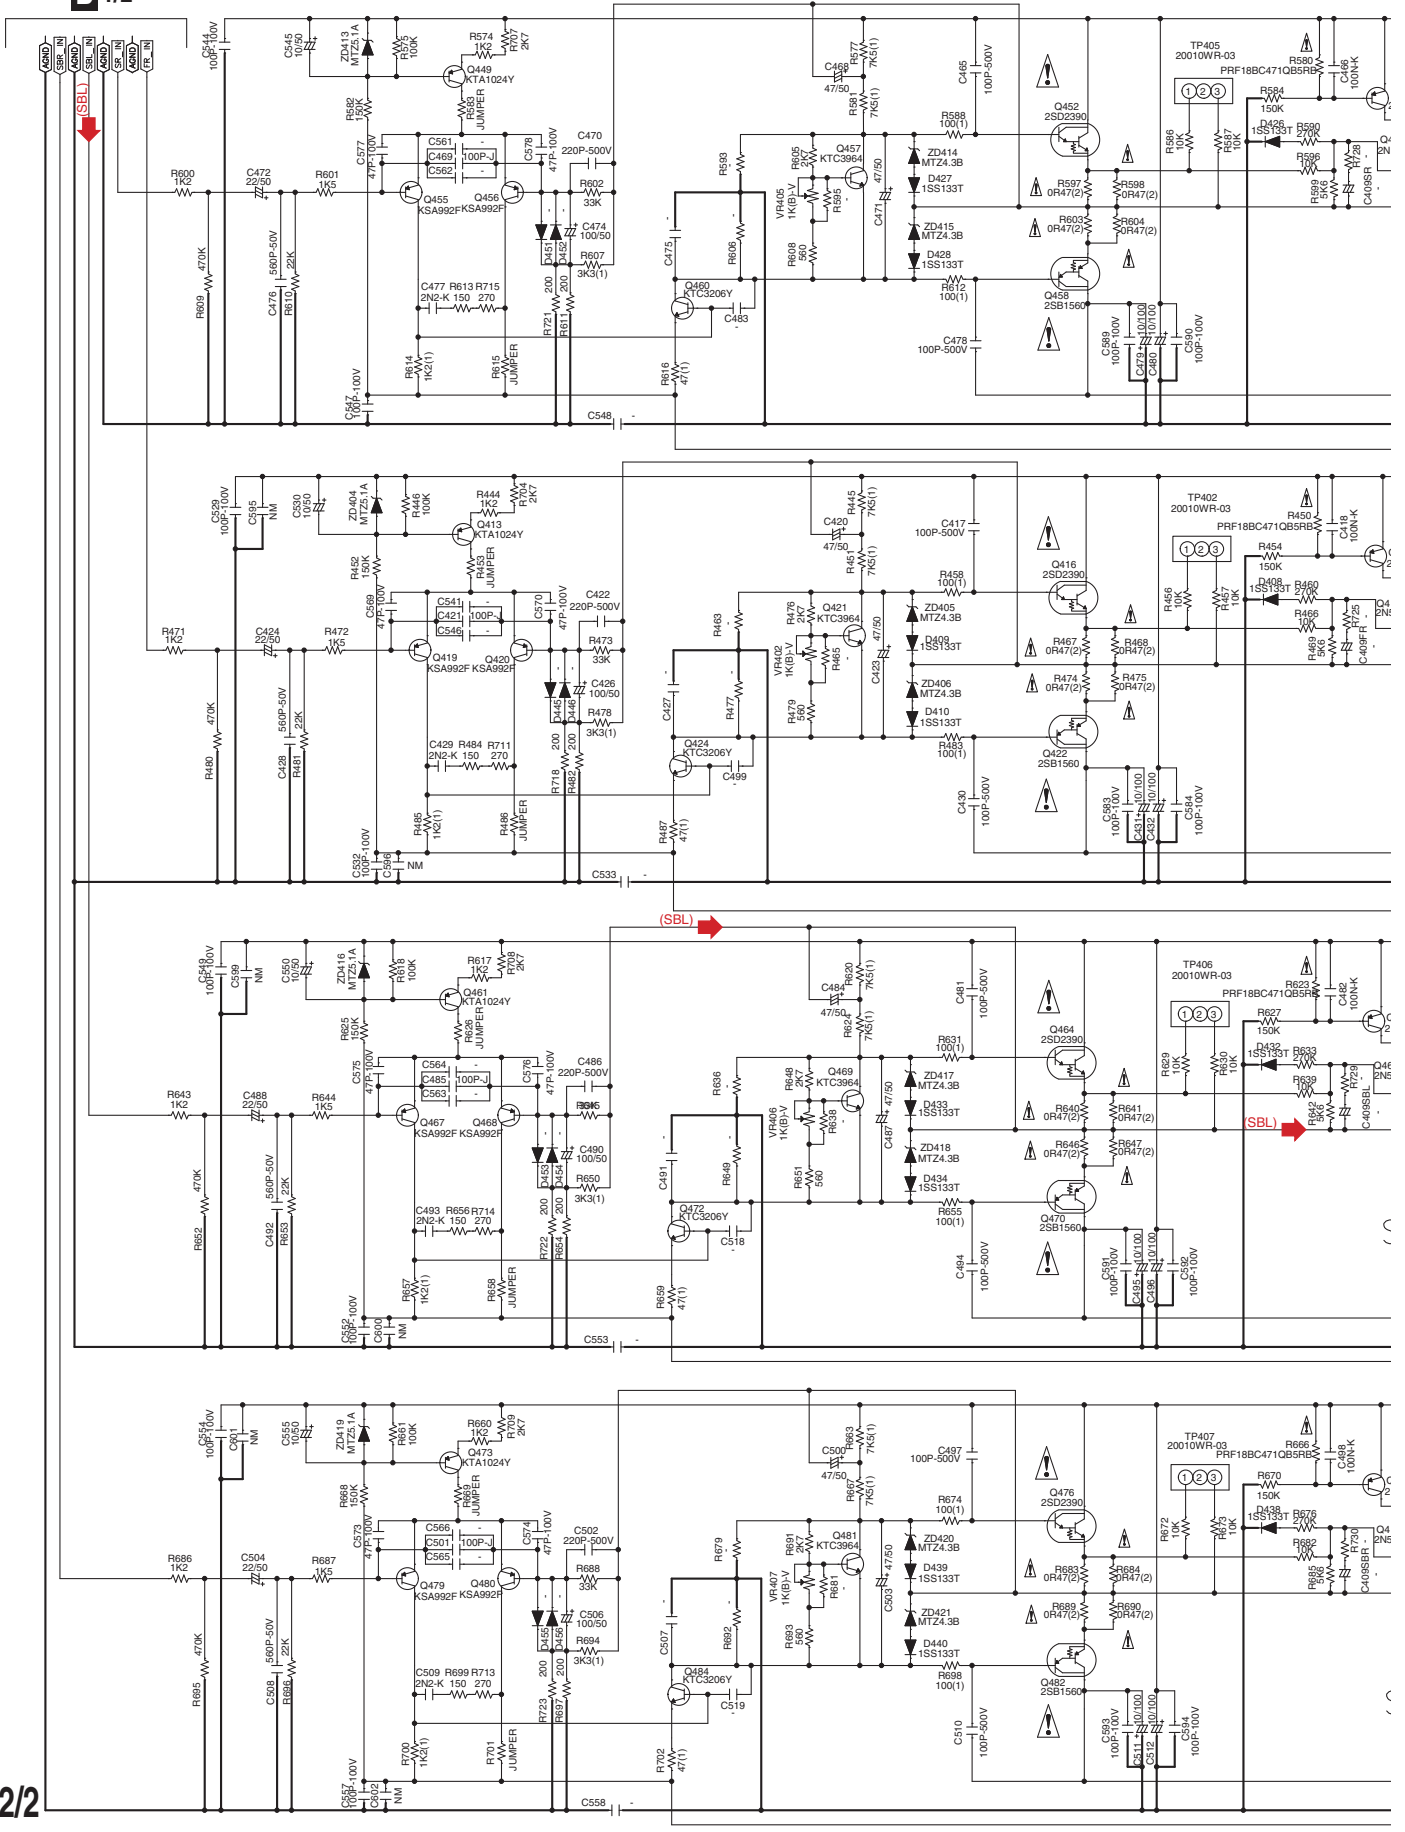 AGND
SBR_IN
AGND
SBL_IN
AGND
SR_IN
AGND
FR_IN
(SBL)
C544
100P-100V
C545
10/50
ZD413
MTZ5.1A
R575
100K
R574
1K2
R707
2K7
Q449
KTA1024Y
R582
150K
R583
JUMPER
C577
47P-100V
C561
-
C469
100P-J
C562
-
C578
47P-100V
C470
220P-500V
R600
1K2
C472
22/50
R601
1K5
Q455
KSA992F
Q456
KSA992F
R602
33K
D451
-
D452
-
C474
100/50
R607
3K3(1)
470K
R609
560P-50V
C476
22K
R610
C477
2N2-K
R613
150
R715
270
200
R721
200
R611
R614
1K2(1)
R615
JUMPER
C547
100P-100V
C548
-
C468
47/50
R577
7K5(1)
R581
7K5(1)
C465
100P-500V
R588
100(1)
R593
-
R605
2K7
Q457
KTC3964
VR405
1K(B)-V
R595
-
47/50
C471
ZD414
MTZ4.3B
D427
1SS133T
ZD415
MTZ4.3B
D428
1SS133T
C475
-
R606
-
R608
560
Q460
KTC3206Y
C483
-
R616
47(1)
R612
100(1)
C478
100P-500V
Q452
2SD2390
R597
0R47(2)
R598
0R47(2)
R603
0R47(2)
R604
0R47(2)
Q458
2SB1560
C589
100P-100V
C479
10/100
C480
10/100
C590
100P-100V
TP405
20010WR-03
1 2 3
R586
10K
R587
10K
R580
PRF18BC471QB5RB
C466
100N-K
R584
150K
D426
1SS133T
R590
270K
R596
10K
R599
5K6
R728
-
C409SR
-
Q4
2N
C529
100P-100V
C595
NM
C530
10/50
ZD404
MTZ5.1A
R446
100K
R444
1K2
R704
2K7
Q413
KTA1024Y
R452
150K
R453
JUMPER
C569
47P-100V
C541
-
C421
100P-J
C546
-
C570
47P-100V
C422
220P-500V
R471
1K2
C424
22/50
R472
1K5
Q419
KSA992F
Q420
KSA992F
R473
33K
D445
-
D446
-
C426
100/50
R478
3K3(1)
470K
R480
560P-50V
C428
22K
R481
C429
2N2-K
R484
150
R711
270
200
R718
200
R482
R485
1K2(1)
R486
JUMPER
C532
100P-100V
C596
NM
C533
-
C420
47/50
R445
7K5(1)
R451
7K5(1)
C417
100P-500V
R458
100(1)
R463
-
R476
2K7
Q421
KTC3964
VR402
1K(B)-V
R465
-
47/50
C423
ZD405
MTZ4.3B
D409
1SS133T
ZD406
MTZ4.3B
D410
1SS133T
C427
-
R477
-
R479
560
Q424
KTC3206Y
C499
-
R487
47(1)
R483
100(1)
C430
100P-500V
Q416
2SD2390
R467
0R47(2)
R468
0R47(2)
R474
0R47(2)
R475
0R47(2)
Q422
2SB1560
C583
100P-100V
C431
10/100
C432
10/100
C584
100P-100V
TP402
20010WR-03
1 2 3
R456
10K
R457
10K
R450
PRF18BC471QB5RB
C418
100N-K
R454
150K
D408
1SS133T
R460
270K
R466
10K
R469
5K6
R725
-
C409FR
-
Q4
2N5
(SBL)
C549
100P-100V
C599
NM
C550
10/50
ZD416
MTZ5.1A
R618
100K
R617
1K2
R708
2K7
Q461
KTA1024Y
R625
150K
R626
JUMPER
C575
47P-100V
C564
-
C485
100P-J
C563
-
C576
47P-100V
C486
220P-500V
R643
1K2
C488
22/50
R644
1K5
Q467
KSA992F
Q468
KSA992F
D453
-
D454
-
C490
100/50
R650
3K3(1)
470K
R652
560P-50V
C492
22K
R653
C493
2N2-K
R656
150
R714
270
200
R722
200
R654
R657
1K2(1)
R658
JUMPER
C552
100P-100V
C600
NM
C553
-
C484
47/50
R620
7K5(1)
R624
7K5(1)
C481
100P-500V
R631
100(1)
R636
-
R648
2K7
Q469
KTC3964
VR406
1K(B)-V
R638
-
47/50
C487
ZD417
MTZ4.3B
D433
1SS133T
ZD418
MTZ4.3B
D434
1SS133T
C491
-
R649
-
R651
560
Q472
KTC3206Y
C518
-
R659
47(1)
R655
100(1)
C494
100P-500V
Q464
2SD2390
R640
0R47(2)
R641
0R47(2)
R646
0R47(2)
R647
0R47(2)
Q470
2SB1560
C591
100P-100V
C495
10/100
C496
10/100
C592
100P-10V
TP406
20010WR-03
1 2 3
R629
10K
R630
10K
R623
PRF18BC471QB5RB
C482
100N-K
R627
150K
D432
1SS133T
R633
270K
R639
10K
R642
5K6
R729
-
C409SBL
-
Q46
2N5
(SBL)
C554
100P-100V
C601
NM
C555
10/50
ZD419
MTZ5.1A
R661
100K
R660
1K2
R709
2K7
Q473
KTA1024Y
R668
150K
R669
JUMPER
C573
47P-100V
C566
-
C501
100P-J
C565
-
C574
47P-100V
C502
220P-500V
R686
1K2
C504
22/50
R687
1K5
Q479
KSA992F
Q480
KSA992F
R688
33K
D455
-
D456
-
C506
100/50
R694
3K3(1)
470K
R695
560P-50V
C508
22K
R696
C509
2N2-K
R699
150
R713
270
200
R723
200
R697
R700
1K2(1)
R701
JUMPER
C557
100P-100V
C602
NM
C558
-
C500
47/50
R663
7K5(1)
R667
7K5(1)
C497
100P-500V
R674
100(1)
R679
-
R691
2K7
Q481
KTC3964
VR407
1K(B)-V
R681
-
47/50
C503
ZD420
MTZ4.3B
D439
1SS133T
ZD421
MTZ4.3B
D440
1SS133T
C507
-
R692
-
R693
560
Q484
KTC3206Y
C519
-
R702
47(1)
R698
100(1)
C510
100P-500V
Q476
2SD2390
R683
0R47(2)
R684
0R47(2)
R689
0R47(2)
R690
0R47(2)
Q482
2SB1560
C593
100P-100V
C511
10/100
C512
10/100
C594
100P-100V
TP407
20010WR-03
1 2 3
R672
10K
R673
10K
R666
PRF18BC471QB5RB
C498
100N-K
R670
150K
D438
1SS133T
R676
270K
R682
10K
R685
5K6
R730
-
C409SBR
-
Q4
2N5
2/2